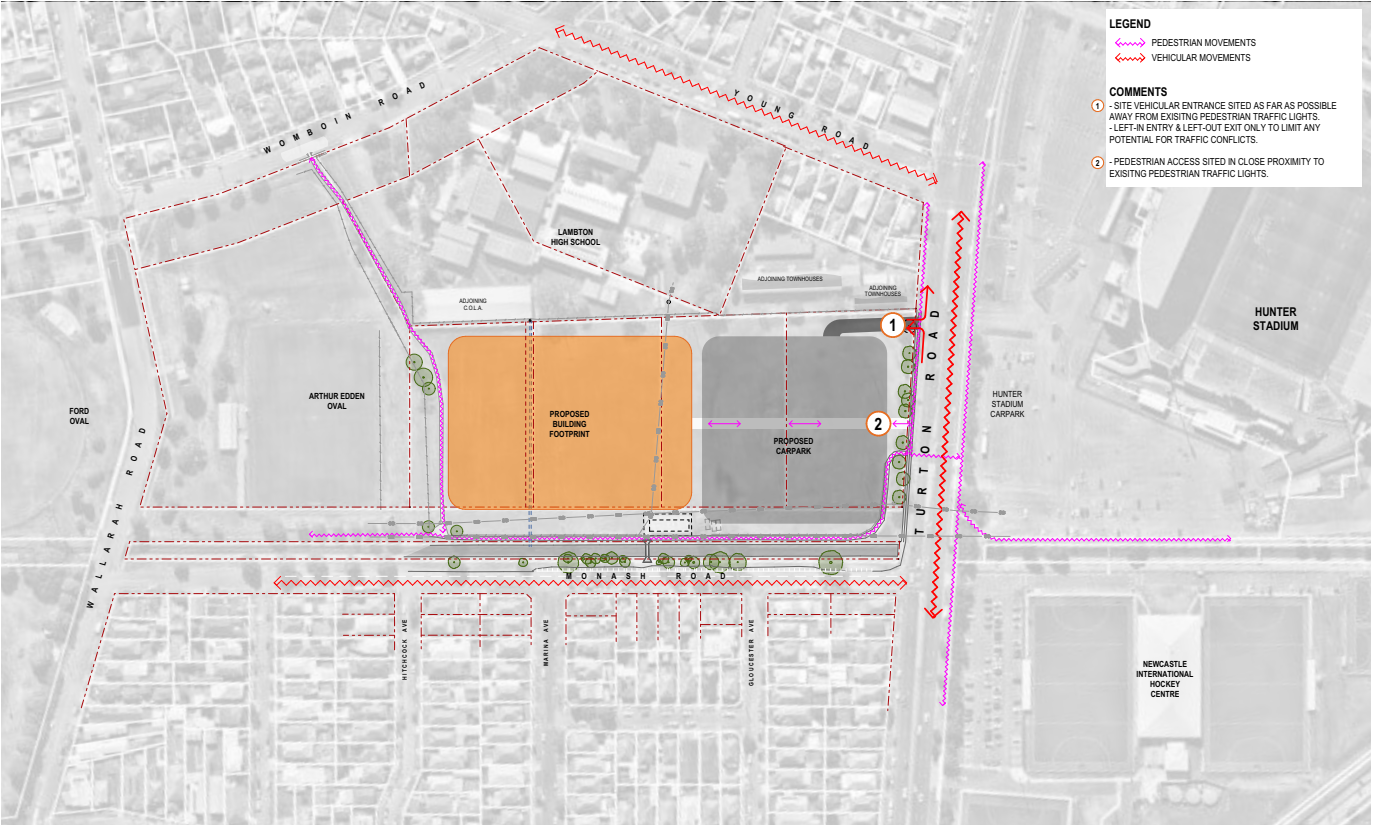 LEGEND
PEDESTRIAN MOVEMENTS
VEHICULAR MOVEMENTS
COMMENTS
1 - SITE VEHICULAR ENTRANCE SITED AS FAR AS POSSIBLE
AWAY FROM EXISITNG PEDESTRIAN TRAFFIC LIGHTS.
- LEFT-IN ENTRY & LEFT-OUT EXIT ONLY TO LIMIT ANY
POTENTIAL FOR TRAFFIC CONFLICTS.
2 - PEDESTRIAN ACCESS SITED IN CLOSE PROXIMITY TO
EXISITNG PEDESTRIAN TRAFFIC LIGHTS.
WOMBOIN ROAD
YOUNG ROAD
LAMBTON
HIGH SCHOOL
ADJOINING TOWNHOUSES
ADJOINING
TOWNHOUSES
ADJOINING
C.O.L.A.
HUNTER
STADIUM
1
TURTON ROAD
HUNTER
STADIUM
CARPARK
ARTHUR EDDEN
OVAL
FORD
OVAL
PROPOSED
BUILDING
FOOTPRINT
2
PROPOSED
CARPARK
WALLARAH ROAD
MONASH ROAD
HITCHCOCK AVE
MARINA AVE
GLOUCESTER AVE
NEWCASTLE
INTERNATIONAL
HOCKEY
CENTRE